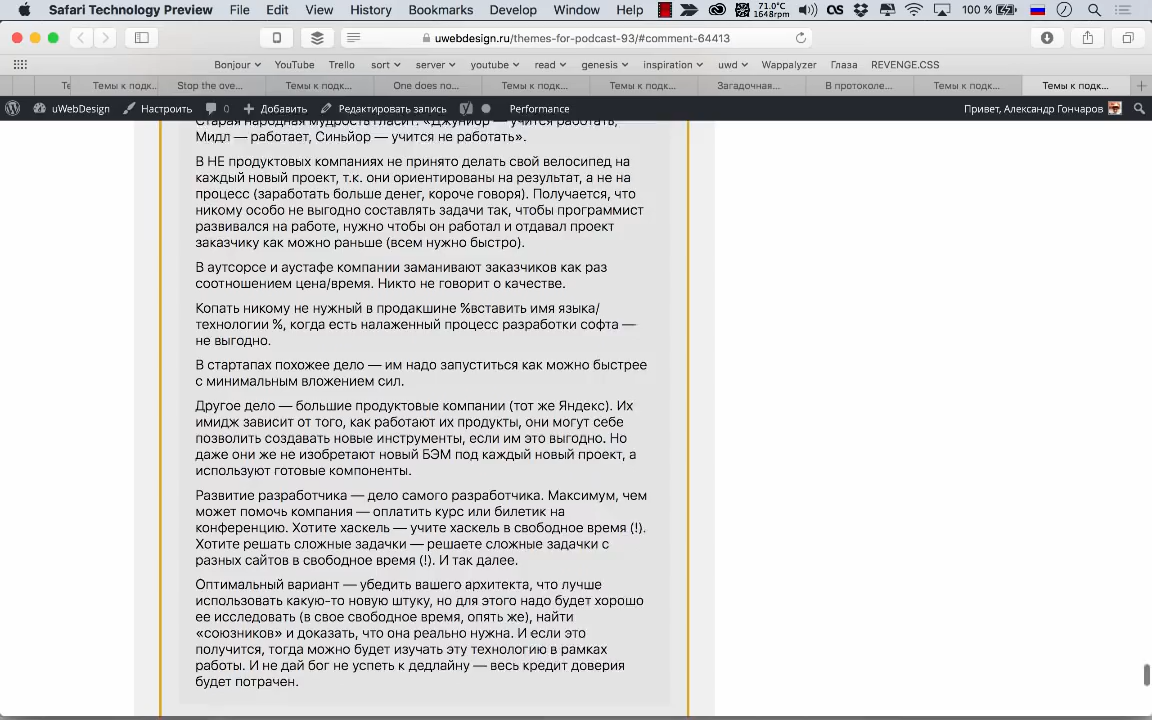 Safari Technology Preview File Edit View History Bookmarks Develop Window Help 71.0°C 1648rpm 100 %
uwebdesign.ru/themes-for-podcast-93/#comment-64413
Bonjour YouTube Trello sort server youtube read genesis inspiration uwd Wappalyzer Глаза REVENGE.CSS
Те Темы к подк... Stop the ove... Темы к подк... One does no... Темы к подк... Темы к подк... Загадочная... В протоколе... Темы к подк... Темы к подк...
uWebDesign Настроить 0 Добавить Редактировать запись Performance Привет, Александр Гончаров
Старая народная мудрость гласит: «Джуниор — учится работать,
Мидл — работает, Синьйор — учится не работать».
В НЕ продуктовых компаниях не принято делать свой велосипед на
каждый новый проект, т.к. они ориентированы на результат, а не на
процесс (заработать больше денег, короче говоря). Получается, что
никому особо не выгодно составлять задачи так, чтобы программист
развивался на работе, нужно чтобы он работал и отдавал проект
заказчику как можно раньше (всем нужно быстро).
В аутсорсе и аустафе компании заманивают заказчиков как раз
соотношением цена/время. Никто не говорит о качестве.
Копать никому не нужный в продакшине %вставить имя языка/
технологии %, когда есть налаженный процесс разработки софта —
не выгодно.
В стартапах похожее дело — им надо запуститься как можно быстрее
с минимальным вложением сил.
Другое дело — большие продуктовые компании (тот же Яндекс). Их
имидж зависит от того, как работают их продукты, они могут себе
позволить создавать новые инструменты, если им это выгодно. Но
даже они же не изобретают новый БЭМ под каждый новый проект, а
используют готовые компоненты.
Развитие разработчика — дело самого разработчика. Максимум, чем
может помочь компания — оплатить курс или билетик на
конференцию. Хотите хаскель — учите хаскель в свободное время (!).
Хотите решать сложные задачки — решаете сложные задачки с
разных сайтов в свободное время (!). И так далее.
Оптимальный вариант — убедить вашего архитекта, что лучше
использовать какую-то новую штуку, но для этого надо будет хорошо
ее исследовать (в свое свободное время, опять же), найти
«союзников» и доказать, что она реально нужна. И если это
получится, тогда можно будет изучать эту технологию в рамках
работы. И не дай бог не успеть к дедлайну — весь кредит доверия
будет потрачен.